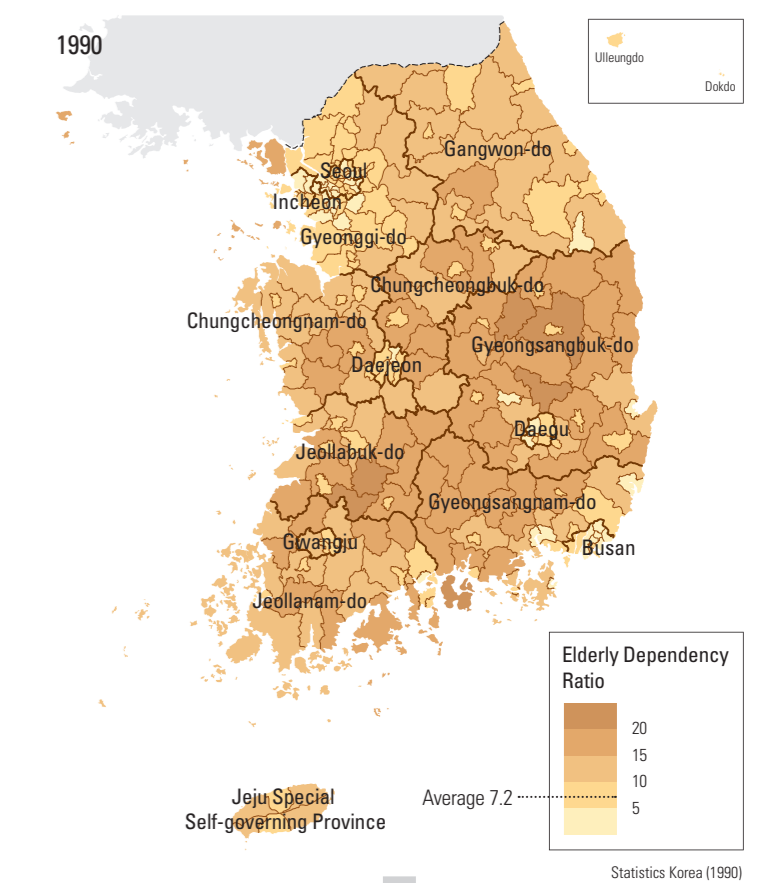 1990
Ulleungdo
Dokdo
Gangwon-do
Seoul
Incheon
Gyeonggi-do
Chungcheongbuk-do
Chungcheongnam-do
Gyeongsangbuk-do
Daejeon
Daegu
Jeollabuk-do
Gyeongsangnam-do
Gwangju
Busan
Jeollanam-do
Elderly Dependency
Ratio
20
15
10
5
Average 7.2
Jeju Special
Self-governing Province
Statistics Korea (1990)